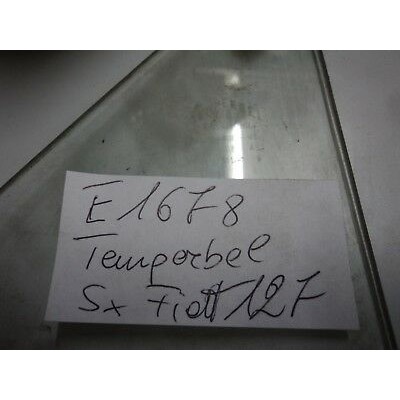 E1678
Temperbel
Sx Fiat 127